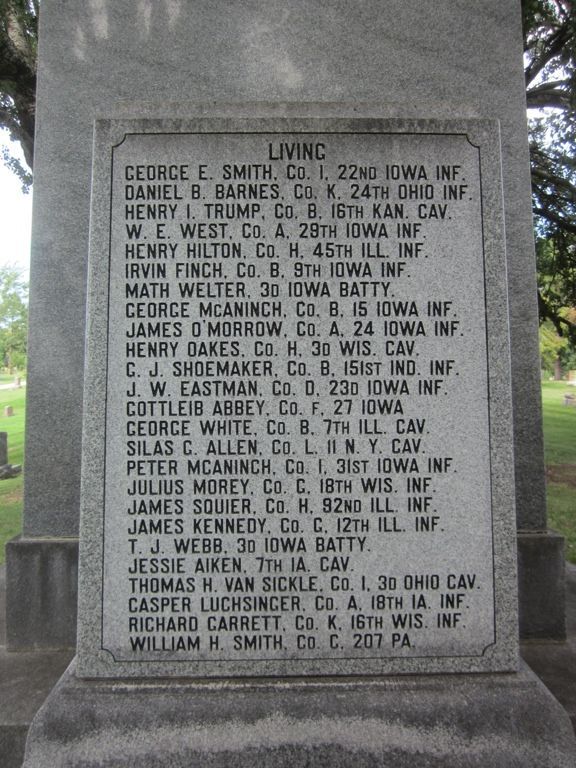 LIVING
GEORGE E. SMITH, Co. I, 22ND IOWA INF.
DANIEL B. BARNES, Co. K, 24TH OHIO INF.
HENRY I. TRUMP, Co. B, 16TH KAN. CAV.
W. E. WEST, Co. A, 29TH IOWA INF.
HENRY HILTON, Co. H, 45TH ILL. INF.
IRVIN FINCH, Co. B, 9TH IOWA INF.
MATH WELTER, 3D IOWA BATTY.
GEORGE McANINCH, Co. B, 15 IOWA INF.
JAMES O'MORROW, Co. A, 24 IOWA INF.
HENRY OAKES, Co. H, 3D WIS. CAV.
G. J. SHOEMAKER, Co. B, 151ST IND. INF.
J. W. EASTMAN, Co. D, 23D IOWA INF.
GOTTLEIB ABBEY, Co. F, 27 IOWA
GEORGE WHITE, Co. B, 7TH ILL. CAV.
SILAS G. ALLEN, Co. L. 11 N. Y. CAV.
PETER MCANINCH, Co. I, 31ST IOWA INF.
JULIUS MOREY, Co. G, 18TH WIS. INF.
JAMES SQUIER, Co. H, 92ND ILL. INF.
JAMES KENNEDY, Co. G, 12TH ILL. INF.
T. J. WEBB, 3D IOWA BATTY.
JESSIE AIKEN, 7TH IA. CAV.
THOMAS H. VAN SICKLE, Co. I, 3D OHIO CAV.
CASPER LUCHSINGER, Co. A, 18TH IA. INF.
RICHARD GARRETT, Co. K, 16TH WIS. INF.
WILLIAM H. SMITH, Co. C, 207 PA.